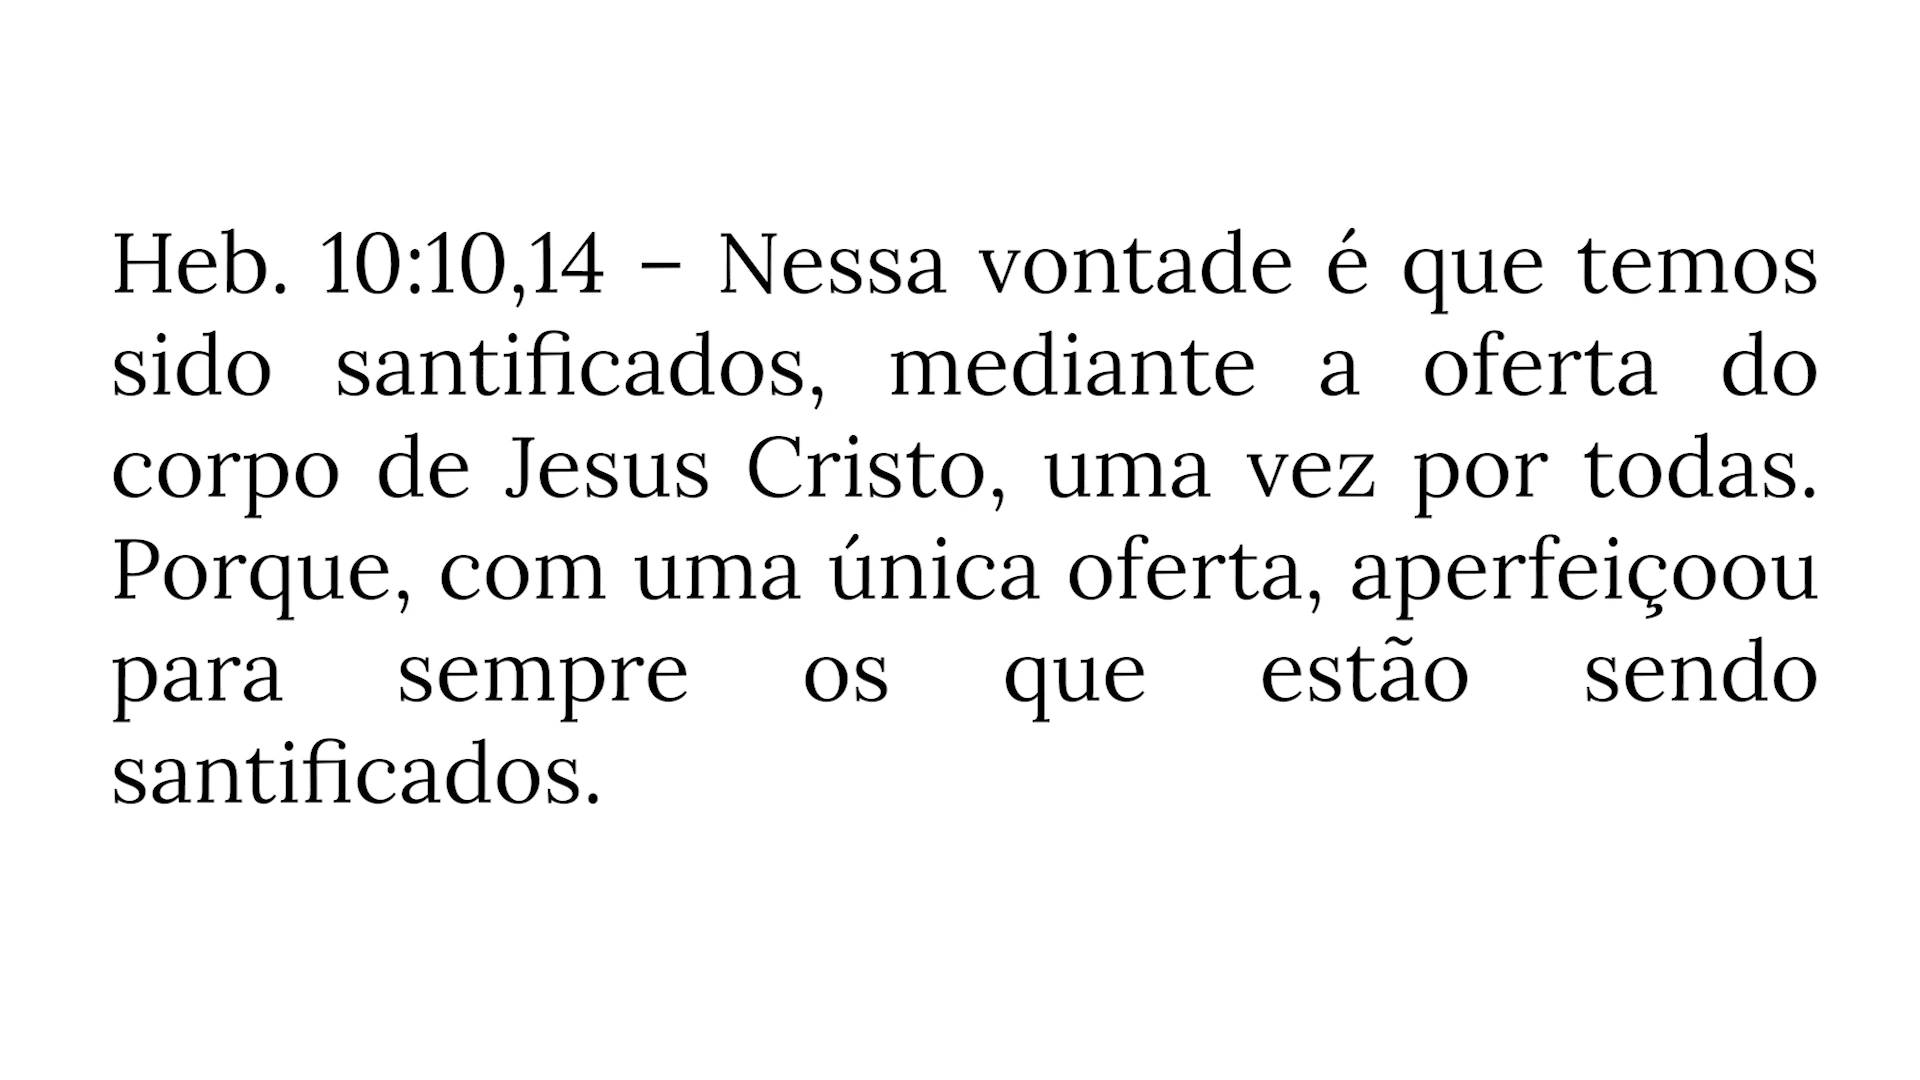 Heb. 10:10,14 – Nessa vontade é que temos
sido santificados, mediante a oferta do
corpo de Jesus Cristo, uma vez por todas.
Porque, com uma única oferta, aperfeiçoou
para sempre os que estão sendo
santificados.